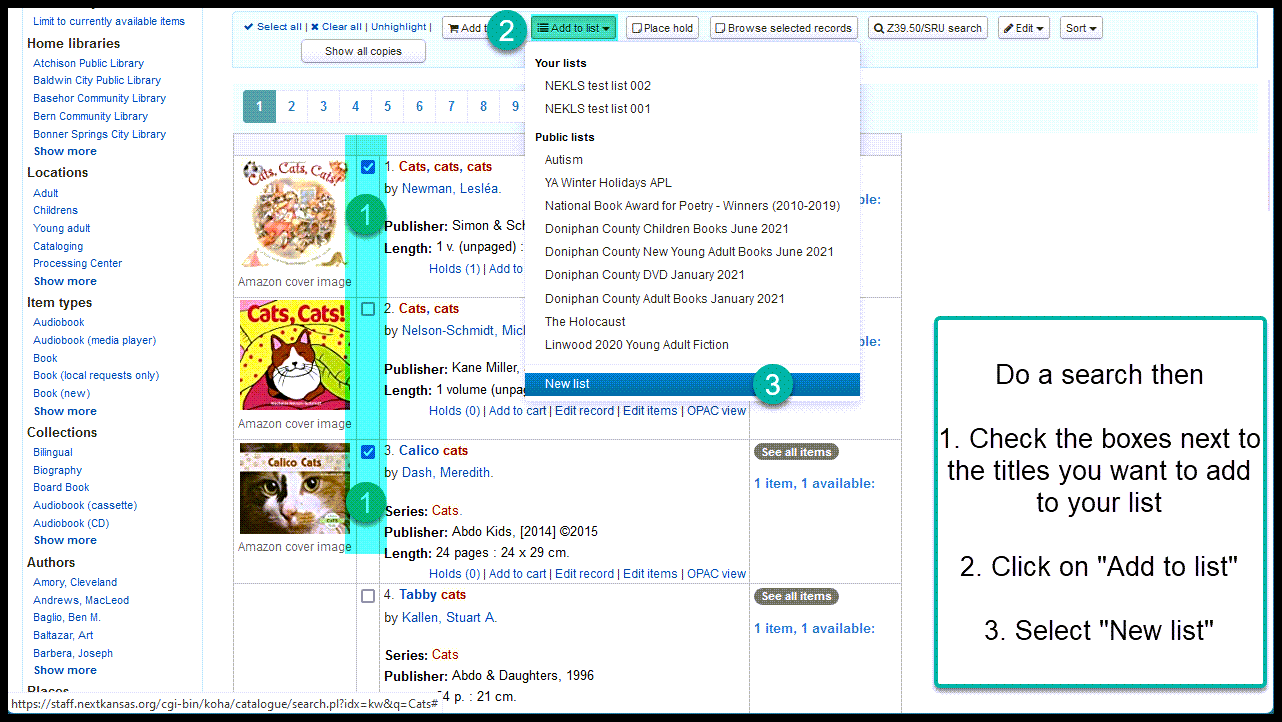 Limit to currently available items
Home libraries
Atchison Public Library
Baldwin City Public Library
Basehor Community Library
Bern Community Library
Bonner Springs City Library
Show more
Locations
Adult
Childrens
Young adult
Cataloging
Processing Center
Show more
Item types
Audiobook
Audiobook (media player)
Book
Book (local requests only)
Book (new)
Show more
Collections
Bilingual
Biography
Board Book
Audiobook (cassette)
Audiobook (CD)
Show more
Authors
Amory, Cleveland
Andrews, MacLeod
Baglio, Ben M.
Baltazar, Art
Barbera, Joseph
Show more
Places
Select all | Clear all | Unhighlight |
Add t
2
Add to list
Place hold
Browse selected records
Z39.50/SRU search
Edit
Sort
Show all copies
1 2 3 4 5 6 7 8 9
Your lists
NEKLS test list 002
NEKLS test list 001
Public lists
Autism
YA Winter Holidays APL
National Book Award for Poetry - Winners (2010-2019)
Doniphan County Children Books June 2021
Doniphan County New Young Adult Books June 2021
Doniphan County DVD January 2021
Doniphan County Adult Books January 2021
The Holocaust
Linwood 2020 Young Adult Fiction
New list
3
Cats, Cats, Cats!
Amazon cover image
1
1. Cats, cats, cats
by Newman, Lesléa.
Publisher: Simon & Sch
Length: 1 v. (unpaged) :
Holds (1) | Add to
le:
Cats, Cats!
Amazon cover image
2. Cats, cats
by Nelson-Schmidt, Mich
Publisher: Kane Miller,
Length: 1 volume (unpag
Holds (0) | Add to cart | Edit record | Edit items | OPAC view
le:
Calico Cats
CATS
Amazon cover image
1
3. Calico cats
by Dash, Meredith.
Series: Cats.
Publisher: Abdo Kids, [2014] ©2015
Length: 24 pages : 24 x 29 cm.
Holds (0) | Add to cart | Edit record | Edit items | OPAC view
See all items
1 item, 1 available:
4. Tabby cats
by Kallen, Stuart A.
Series: Cats
Publisher: Abdo & Daughters, 1996
4 p. : 21 cm.
See all items
1 item, 1 available:
Do a search then
1. Check the boxes next to
the titles you want to add
to your list
2. Click on "Add to list"
3. Select "New list"
https://staff.nextkansas.org/cgi-bin/koha/catalogue/search.pl?idx=kw&q=Cats#